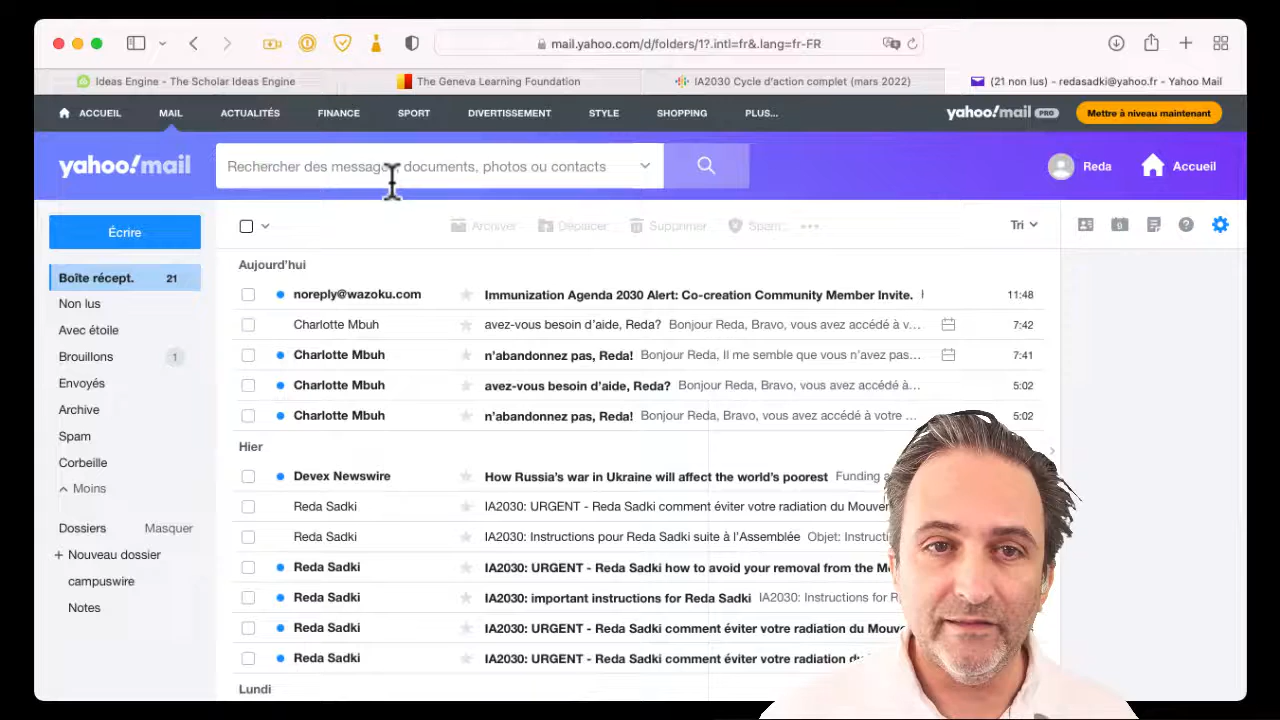 mail.yahoo.com/d/folders/1?.intl=fr&.lang=fr-FR
Ideas Engine - The Scholar Ideas Engine
The Geneva Learning Foundation
IA2030 Cycle d'action complet (mars 2022)
(21 non lus) - redasadki@yahoo.fr - Yahoo Mail
ACCUEIL MAIL ACTUALITÉS FINANCE SPORT DIVERTISSEMENT STYLE SHOPPING PLUS... yahoo!mail PRO Mettre à niveau maintenant
yahoo!mail Rechercher des messages, documents, photos ou contacts Reda Accueil
Écrire
Archiver Déplacer Supprimer Spam ••• Tri
Boîte récept. 21
Non lus
Avec étoile
Brouillons 1
Envoyés
Archive
Spam
Corbeille
Moins
Dossiers Masquer
+ Nouveau dossier
campuswire
Notes
Aujourd'hui
noreply@wazoku.com Immunization Agenda 2030 Alert: Co-creation Community Member Invite. 11:48
Charlotte Mbuh avez-vous besoin d'aide, Reda? Bonjour Reda, Bravo, vous avez accédé à v... 7:42
Charlotte Mbuh n'abandonnez pas, Reda! Bonjour Reda, Il me semble que vous n'avez pas... 7:41
Charlotte Mbuh avez-vous besoin d'aide, Reda? Bonjour Reda, Bravo, vous avez accédé à... 5:02
Charlotte Mbuh n'abandonnez pas, Reda! Bonjour Reda, Bravo, vous avez accédé à votre ... 5:02
Hier
Devex Newswire How Russia's war in Ukraine will affect the world's poorest Funding
Reda Sadki IA2030: URGENT - Reda Sadki comment éviter votre radiation du
Reda Sadki IA2030: Instructions pour Reda Sadki suite à l'Assemblée Objet:
Reda Sadki IA2030: URGENT - Reda Sadki how to avoid your removal from the
Reda Sadki IA2030: important instructions for Reda Sadki IA2030: Instructions for
Reda Sadki IA2030: URGENT - Reda Sadki comment éviter votre radiation du
Reda Sadki IA2030: URGENT - Reda Sadki comment éviter votre radiation
Lundi